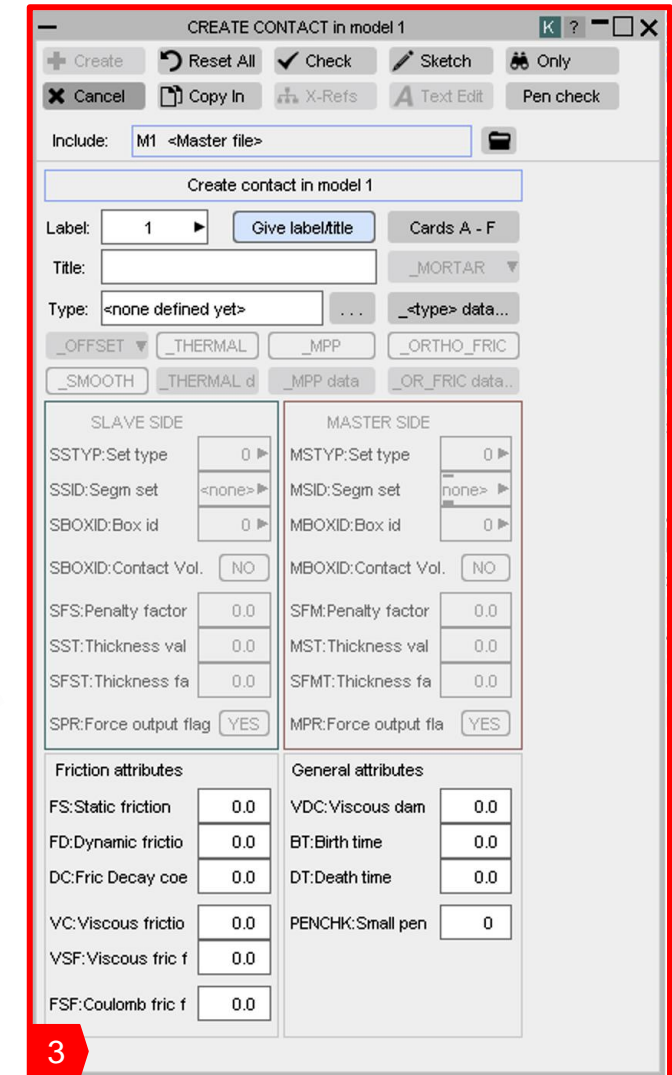 CREATE CONTACT in model 1 K ?
Create Reset All Check Sketch Only
Cancel Copy In X-Refs Text Edit Pen check
Include: M1 <Master file>
Create contact in model 1
Label: 1 Give label/title Cards A - F
Title: _MORTAR
Type: <none defined yet> ... _<type> data...
_OFFSET _THERMAL _MPP _ORTHO_FRIC
_SMOOTH _THERMAL d _MPP data _OR_FRIC data..
SLAVE SIDE MASTER SIDE
SSTYP:Set type 0 MSTYP:Set type 0
SSID:Segm set <none> MSID:Segm set none>
SBOXID:Box id 0 MBOXID:Box id 0
SBOXID:Contact Vol. NO MBOXID:Contact Vol. NO
SFS:Penalty factor 0.0 SFM:Penalty factor 0.0
SST:Thickness val 0.0 MST:Thickness val 0.0
SFST:Thickness fa 0.0 SFMT:Thickness fa 0.0
SPR:Force output flag YES MPR:Force output fla YES
Friction attributes General attributes
FS:Static friction 0.0 VDC:Viscous dam 0.0
FD:Dynamic frictio 0.0 BT:Birth time 0.0
DC:Fric Decay coe 0.0 DT:Death time 0.0
VC:Viscous frictio 0.0 PENCHK:Small pen 0
VSF:Viscous fric f 0.0
FSF:Coulomb fric f 0.0
3